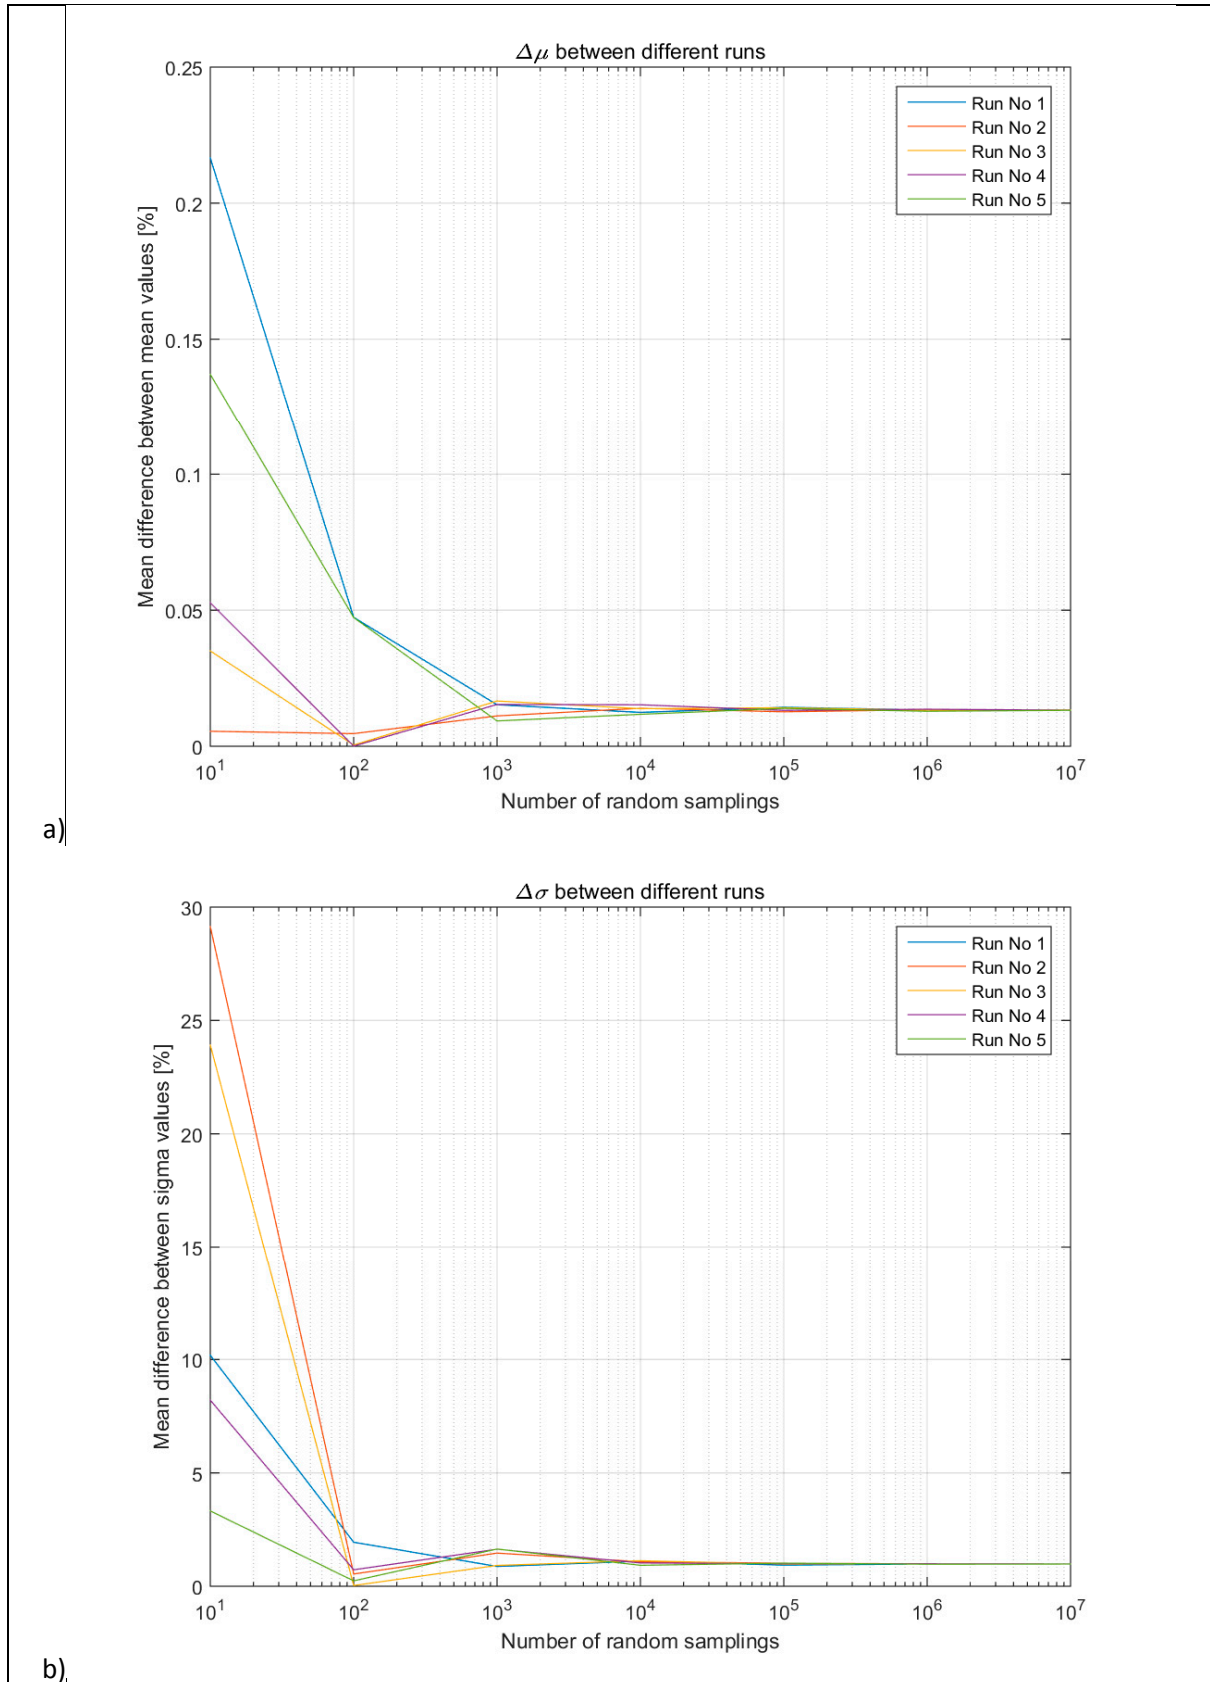 Δμ between different runs
0.25
0.2
0.15
0.1
0.05
0
Mean difference between mean values [%]
Run No 1
Run No 2
Run No 3
Run No 4
Run No 5
10¹ 10² 10³ 10⁴ 10⁵ 10⁶ 10⁷
Number of random samplings
a)
Δσ between different runs
30
25
20
15
10
5
0
Mean difference between sigma values [%]
Run No 1
Run No 2
Run No 3
Run No 4
Run No 5
10¹ 10² 10³ 10⁴ 10⁵ 10⁶ 10⁷
Number of random samplings
b)